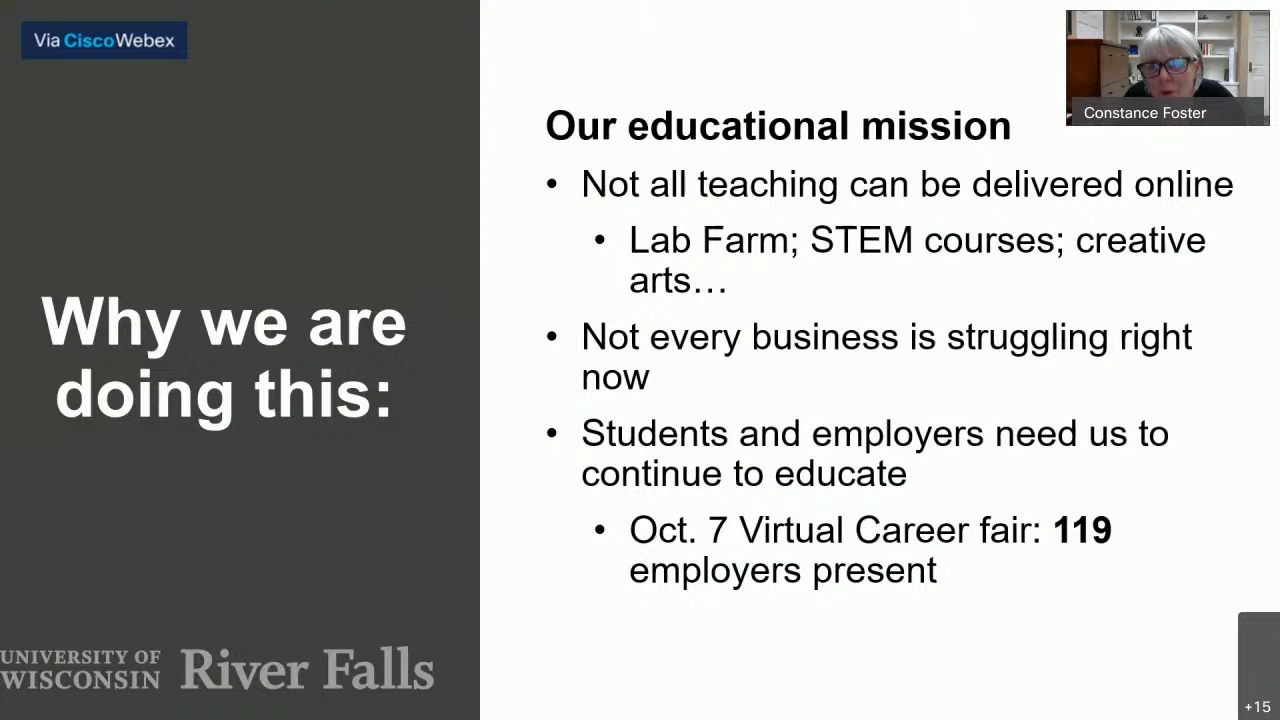 Via CiscoWebex
Constance Foster
Why we are
doing this:
Our educational mission
• Not all teaching can be delivered online
• Lab Farm; STEM courses; creative
arts…
• Not every business is struggling right
now
• Students and employers need us to
continue to educate
• Oct. 7 Virtual Career fair: 119
employers present
UNIVERSITY OF
WISCONSIN
River Falls
+15